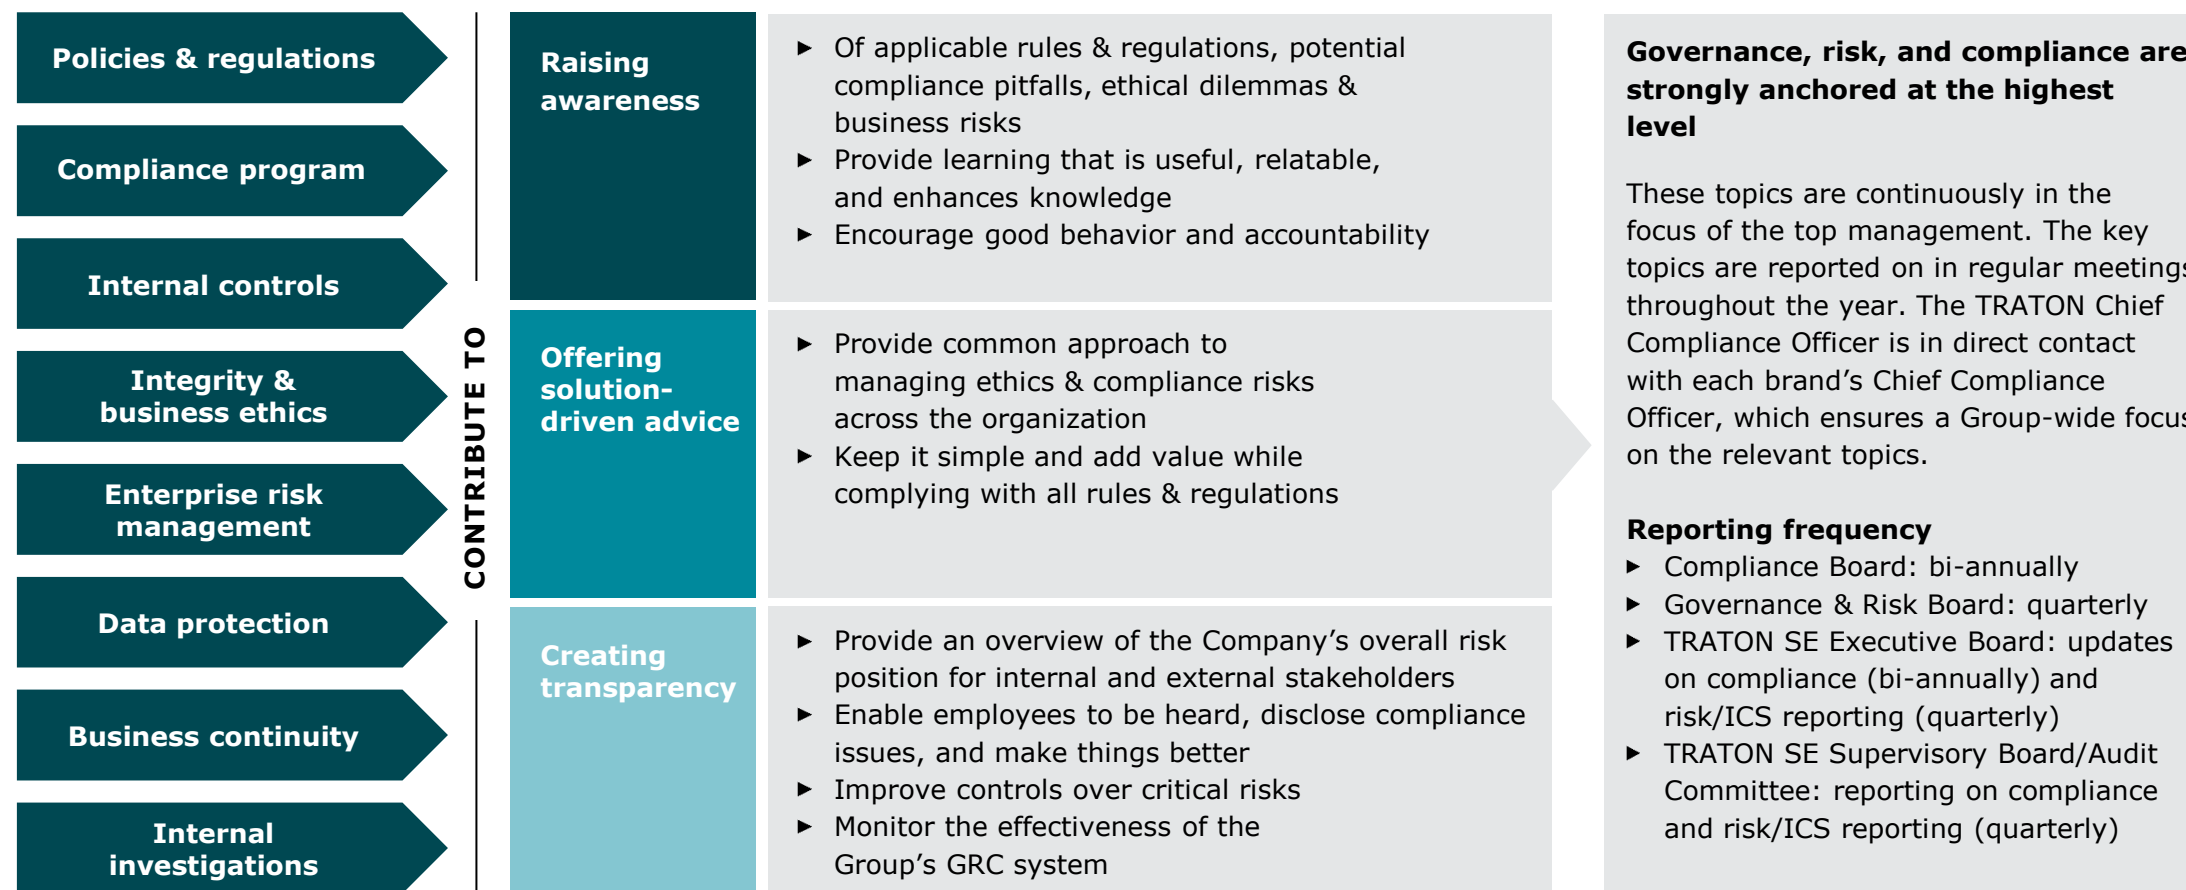 Policies & regulations
Compliance program
Internal controls
Integrity &
business ethics
Enterprise risk
management
Data protection
Business continuity
Internal
investigations
CONTRIBUTE TO
Raising
awareness
► Of applicable rules & regulations, potential
compliance pitfalls, ethical dilemmas &
business risks
► Provide learning that is useful, relatable,
and enhances knowledge
► Encourage good behavior and accountability
Offering
solution-
driven advice
► Provide common approach to
managing ethics & compliance risks
across the organization
► Keep it simple and add value while
complying with all rules & regulations
Creating
transparency
► Provide an overview of the Company’s overall risk
position for internal and external stakeholders
► Enable employees to be heard, disclose compliance
issues, and make things better
► Improve controls over critical risks
► Monitor the effectiveness of the
Group’s GRC system
Governance, risk, and compliance are
strongly anchored at the highest
level
These topics are continuously in the
focus of the top management. The key
topics are reported on in regular meetings
throughout the year. The TRATON Chief
Compliance Officer is in direct contact
with each brand’s Chief Compliance
Officer, which ensures a Group-wide focus
on the relevant topics.
Reporting frequency
► Compliance Board: bi-annually
► Governance & Risk Board: quarterly
► TRATON SE Executive Board: updates
on compliance (bi-annually) and
risk/ICS reporting (quarterly)
► TRATON SE Supervisory Board/Audit
Committee: reporting on compliance
and risk/ICS reporting (quarterly)